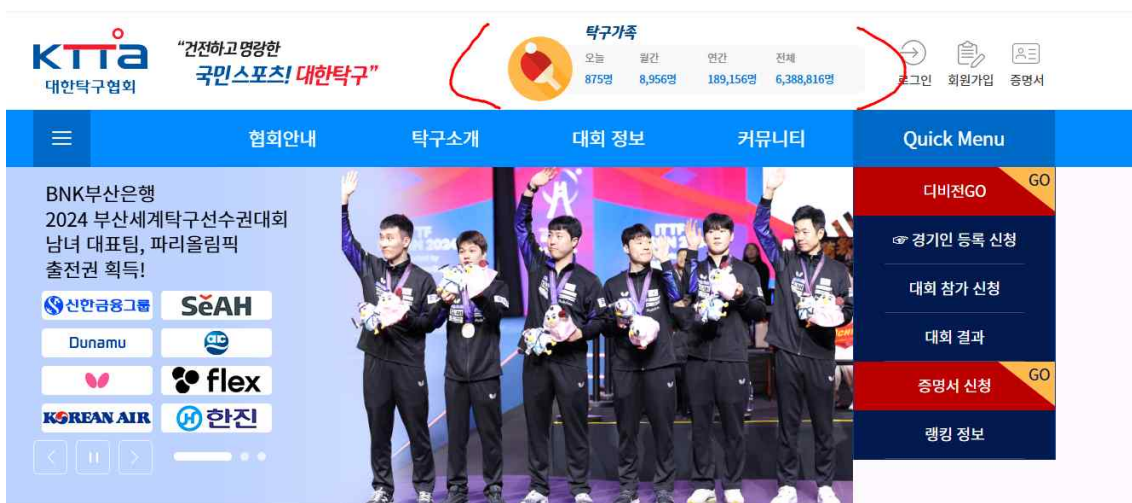 KTTa
대한탁구협회
“건전하고 명랑한
국민스포츠! 대한탁구”
탁구가족
오늘 월간 연간 전체
875명 8,956명 189,156명 6,388,816명
로그인 회원가입 증명서
협회안내 탁구소개 대회 정보 커뮤니티 Quick Menu
BNK부산은행
2024 부산세계탁구선수권대회
남녀 대표팀, 파리올림픽
출전권 획득!
신한금융그룹 SeAH
Dunamu
flex
KOREAN AIR 한진
디비전GO GO
☞ 경기인 등록 신청
대회 참가 신청
대회 결과
증명서 신청 GO
랭킹 정보
ITTF